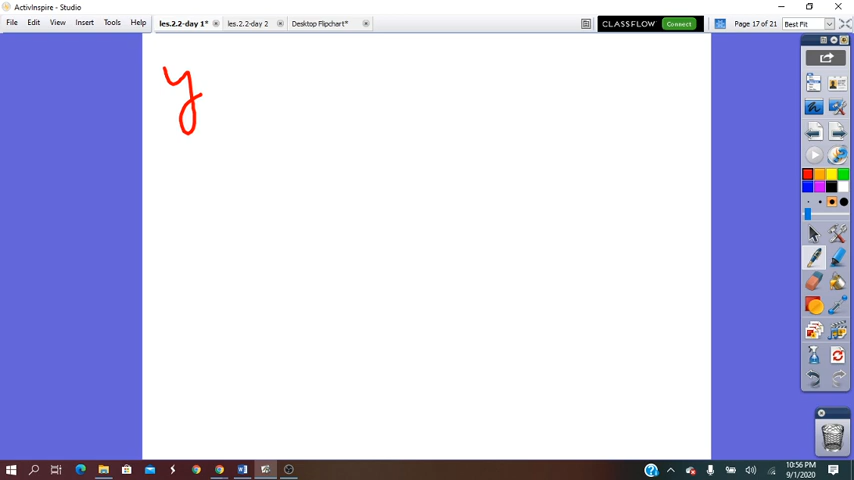 ActivInspire - Studio
File Edit View Insert Tools Help les.2.2-day 1* les.2.2-day 2 Desktop Flipchart* CLASSFLOW Connect Page 17 of 21 Best Fit
y
10:56 PM
9/1/2020